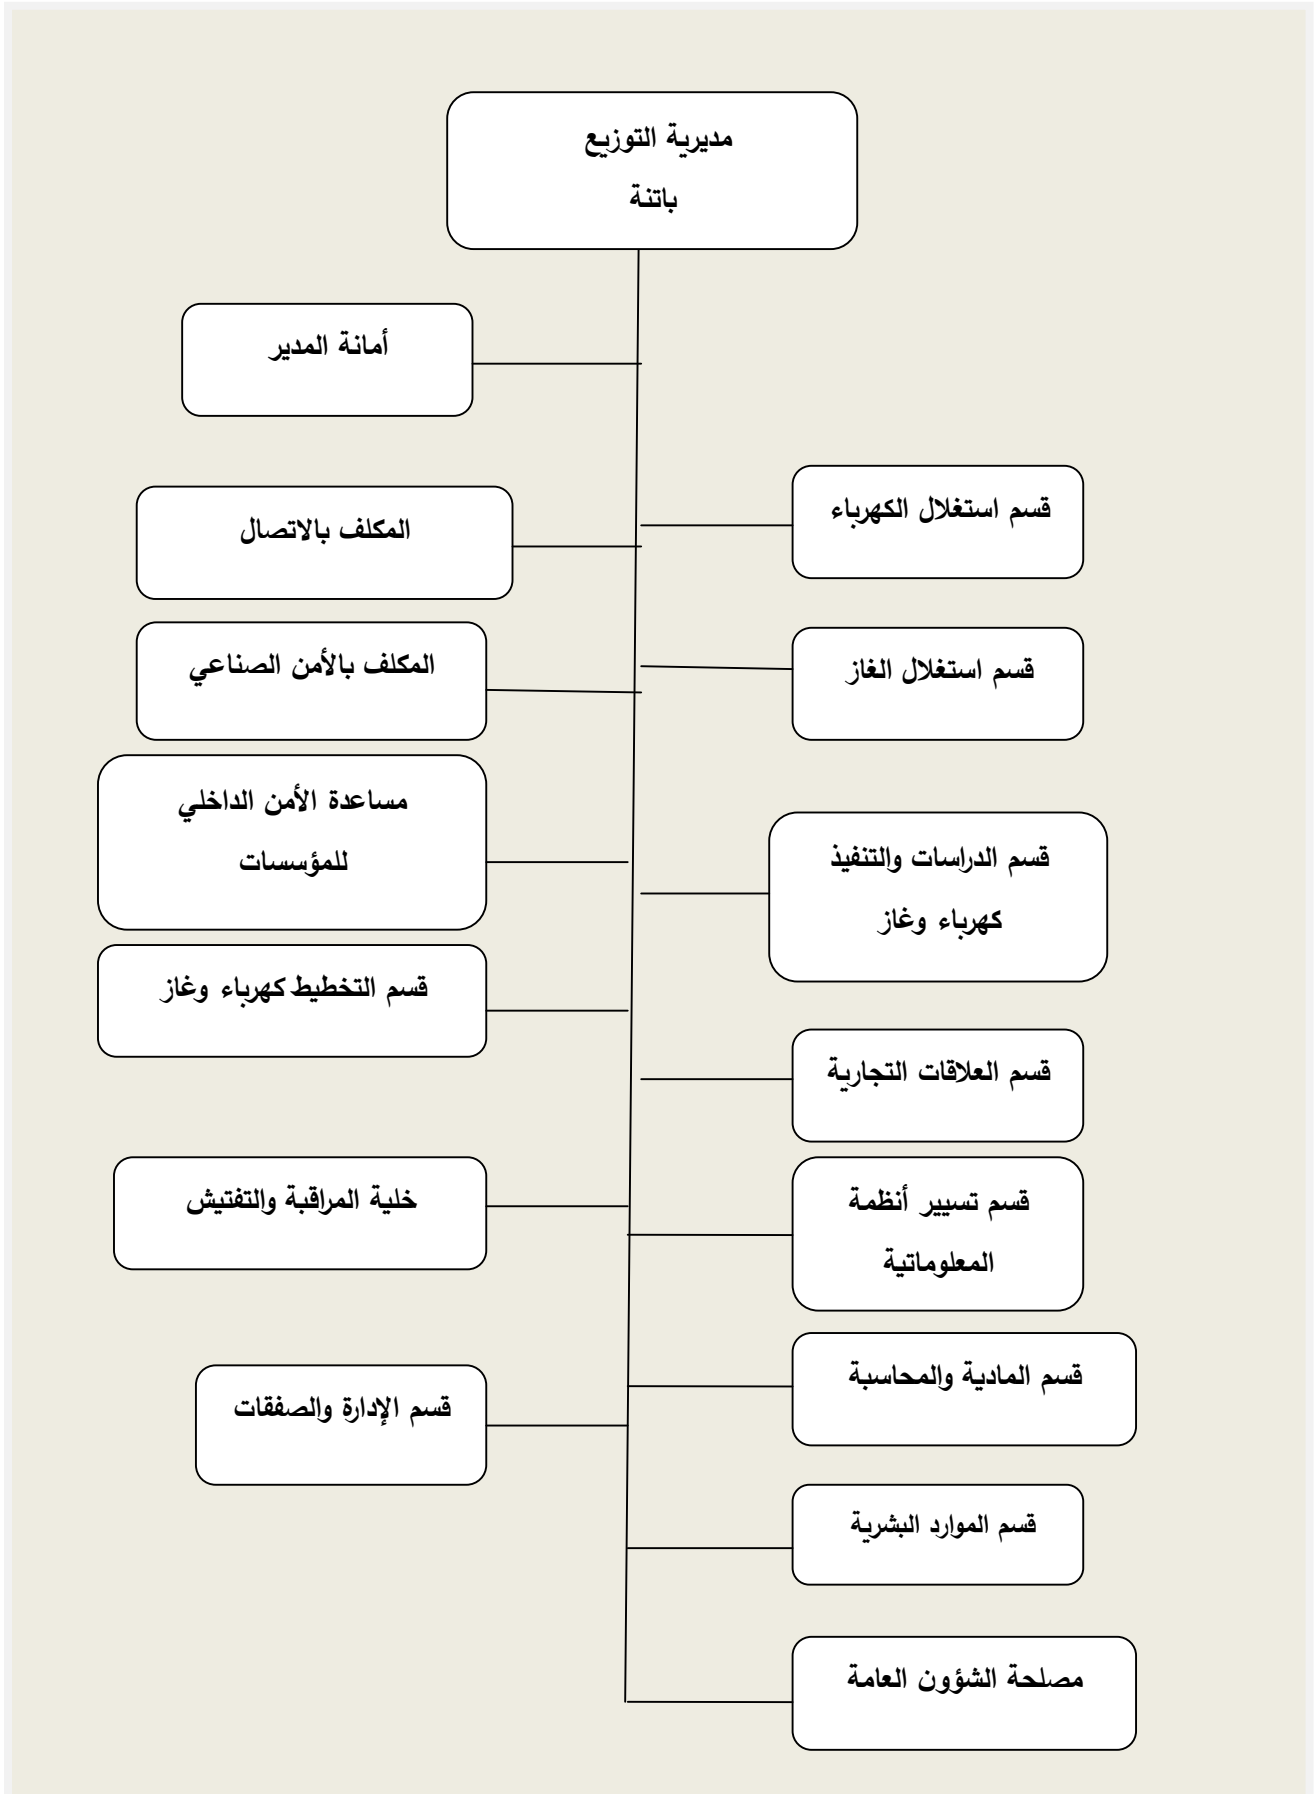 مديرية التوزيع
باتنة
أمانة المدير
قسم استغلال الكهرباء
المكلف بالاتصال
قسم استغلال الغاز
المكلف بالأمن الصناعي
مساعدة الأمن الداخلي
للمؤسسات
قسم الدراسات والتنفيذ
كهرباء وغاز
قسم التخطيط كهرباء وغاز
قسم العلاقات التجارية
قسم تسيير أنظمة
المعلوماتية
خلية المراقبة والتفتيش
قسم المادية والمحاسبة
قسم الإدارة والصفقات
قسم الموارد البشرية
مصلحة الشؤون العامة